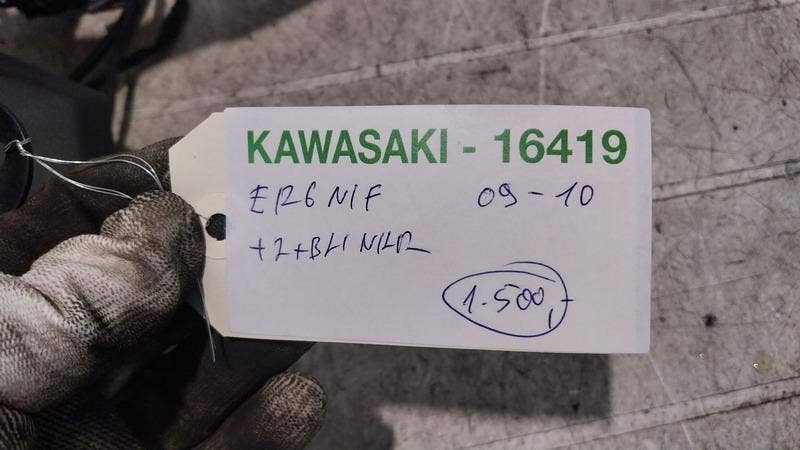 KAWASAKI - 16419
ER6 N/F 09-10
+2+BLINKR
1.500,-